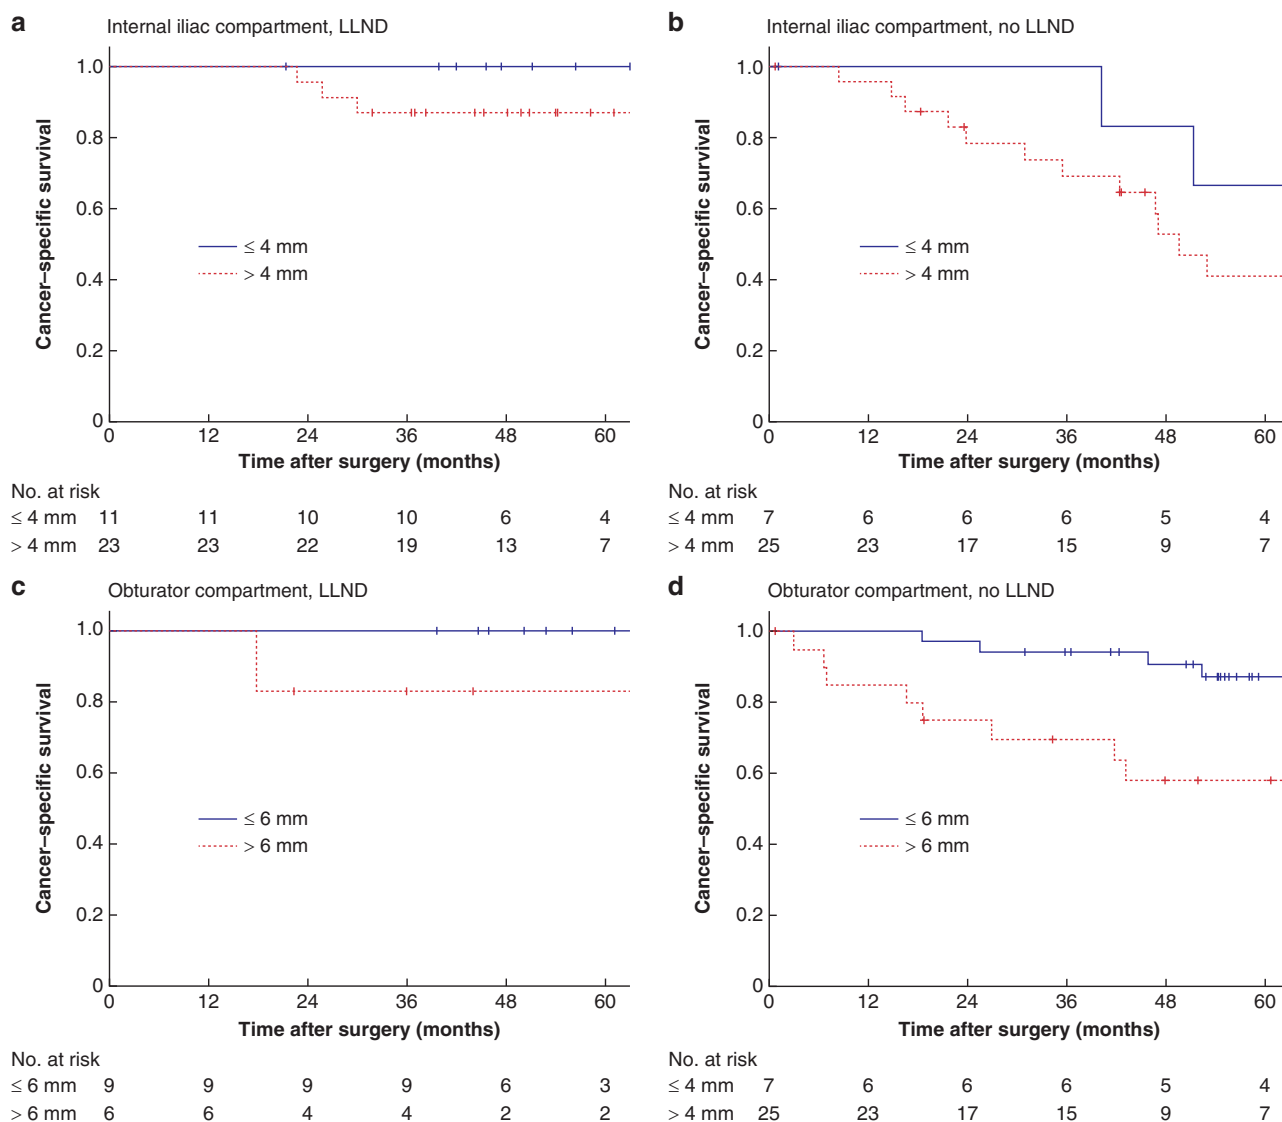 a Internal iliac compartment, LLND
1.0
0.8
0.6
0.4
0.2
0
Cancer–specific survival
≤ 4 mm
> 4 mm
0 12 24 36 48 60
Time after surgery (months)
No. at risk
≤ 4 mm 11 11 10 10 6 4
> 4 mm 23 23 22 19 13 7
b Internal iliac compartment, no LLND
1.0
0.8
0.6
0.4
0.2
0
Cancer–specific survival
≤ 4 mm
> 4 mm
0 12 24 36 48 60
Time after surgery (months)
No. at risk
≤ 4 mm 7 6 6 6 5 4
> 4 mm 25 23 17 15 9 7
c Obturator compartment, LLND
1.0
0.8
0.6
0.4
0.2
0
Cancer–specific survival
≤ 6 mm
> 6 mm
0 12 24 36 48 60
Time after surgery (months)
No. at risk
≤ 6 mm 9 9 9 9 6 3
> 6 mm 6 6 4 4 2 2
d Obturator compartment, no LLND
1.0
0.8
0.6
0.4
0.2
0
Cancer–specific survival
≤ 6 mm
> 6 mm
0 12 24 36 48 60
Time after surgery (months)
No. at risk
≤ 4 mm 7 6 6 6 5 4
> 4 mm 25 23 17 15 9 7